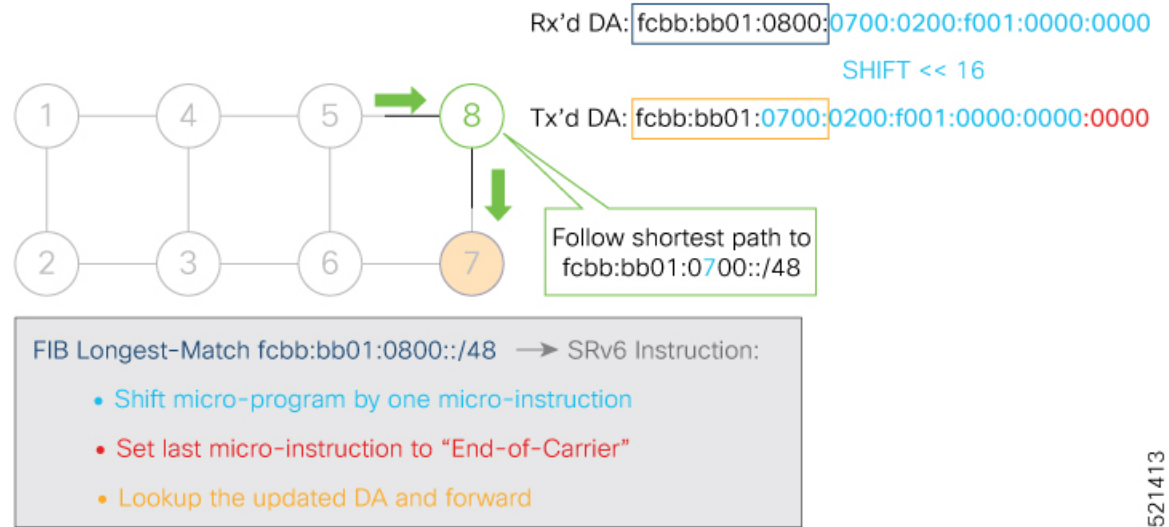 Rx'd DA: fcbb:bb01:0800:0700:0200:f001:0000:0000
SHIFT << 16
Tx'd DA: fcbb:bb01:0700:0200:f001:0000:0000:0000
1 4 5 8
2 3 6 7
Follow shortest path to
fcbb:bb01:0700::/48
FIB Longest-Match fcbb:bb01:0800::/48 → SRv6 Instruction:
• Shift micro-program by one micro-instruction
• Set last micro-instruction to “End-of-Carrier”
• Lookup the updated DA and forward
521413